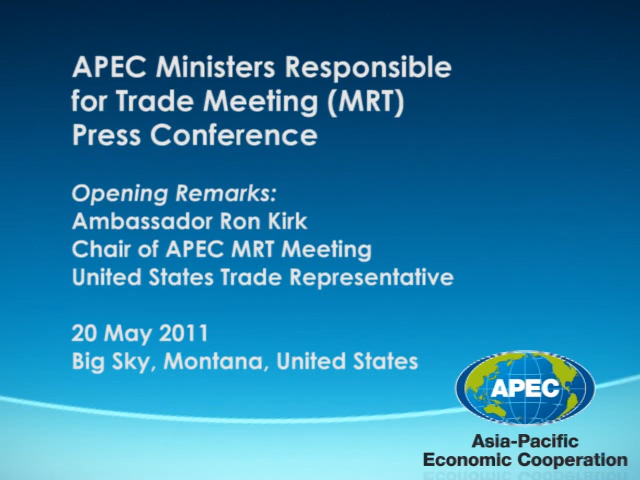 APEC Ministers Responsible
for Trade Meeting (MRT)
Press Conference
Opening Remarks:
Ambassador Ron Kirk
Chair of APEC MRT Meeting
United States Trade Representative
20 May 2011
Big Sky, Montana, United States
APEC
Asia-Pacific
Economic Cooperation